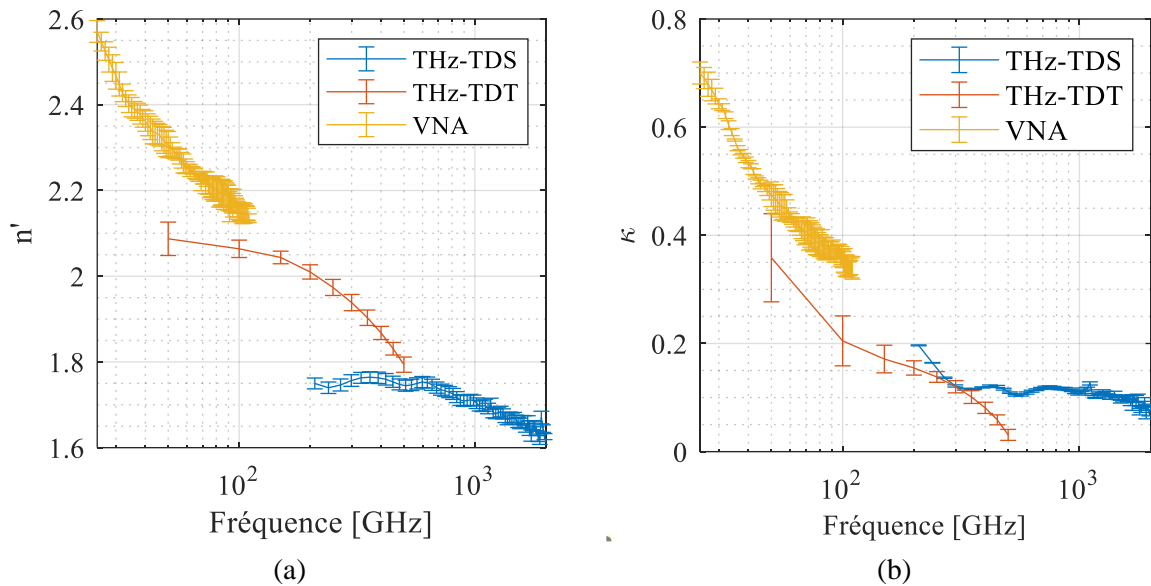 2.6
2.4
2.2
2
1.8
1.6
n'
THz-TDS
THz-TDT
VNA
10²
10³
Fréquence [GHz]
(a)
0.8
0.6
0.4
0.2
0
κ
THz-TDS
THz-TDT
VNA
10²
10³
Fréquence [GHz]
(b)